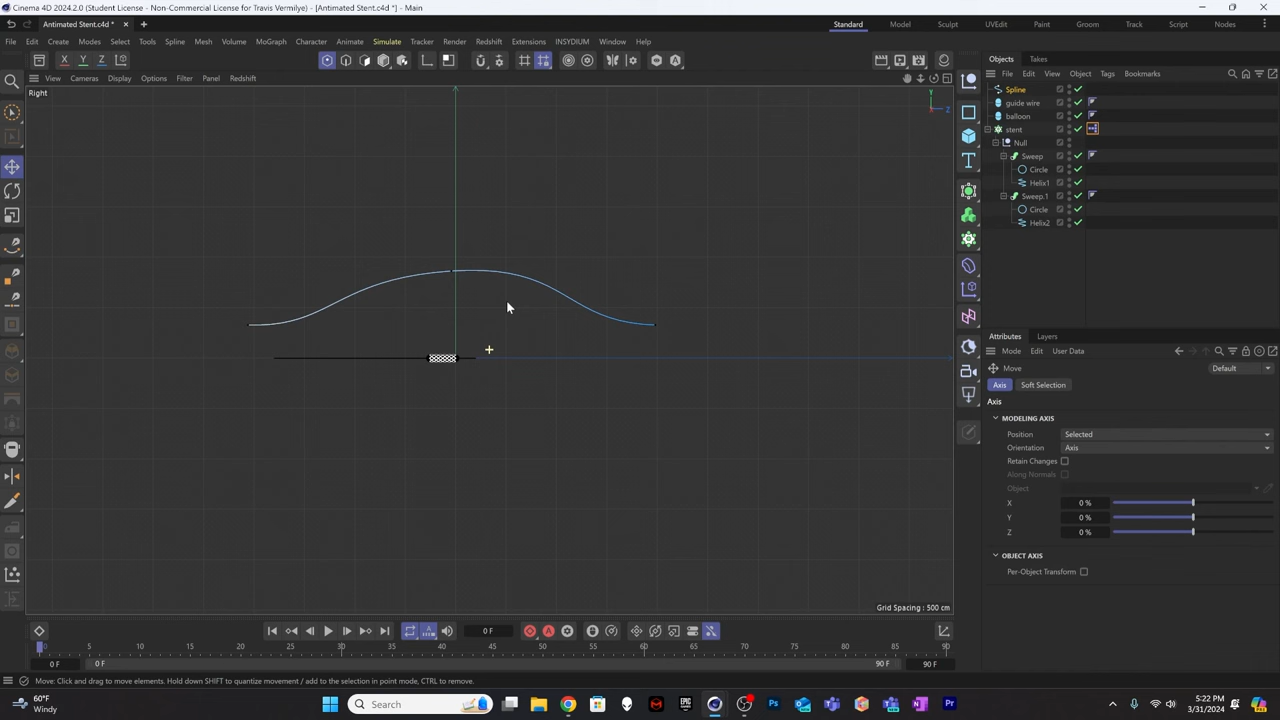 Cinema 4D 2024.2.0 (Student License - Non-Commercial License for Travis Vermilye) - [Antimated Stent.c4d *] - Main
Antimated Stent.c4d *
Standard
Model
Sculpt
UVEdit
Paint
Groom
Track
Script
Nodes
File
Edit
Create
Modes
Select
Tools
Spline
Mesh
Volume
MoGraph
Character
Animate
Simulate
Tracker
Render
Redshift
Extensions
INSYDIUM
Window
Help
X
Y
Z
View
Cameras
Display
Options
Filter
Panel
Redshift
Right
Y
Z
Grid Spacing : 500 cm
Objects
Takes
File
Edit
View
Object
Tags
Bookmarks
Spline
guide wire
balloon
stent
Null
Sweep
Circle
Helix1
Sweep.1
Circle
Helix2
Attributes
Layers
Mode
Edit
User Data
Move
Default
Axis
Soft Selection
Axis
MODELING AXIS
Position
Selected
Orientation
Axis
Retain Changes
Along Normals
Object
X
0 %
Y
0 %
Z
0 %
OBJECT AXIS
Per-Object Transform
0 F
0 5 10 15 20 25 30 35 40 45 50 55 60 65 70 75 80 85 90
0 F
0 F
90 F
90 F
Move: Click and drag to move elements. Hold down SHIFT to quantize movement / add to the selection in point mode, CTRL to remove.
60°F
Windy
Search
5:22 PM
3/31/2024